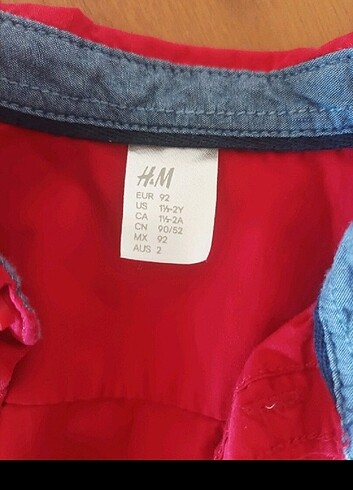 H&M
EUR 92
US 1½-2Y
CA 1½-2A
CN 90/52
MX 92
AUS 2